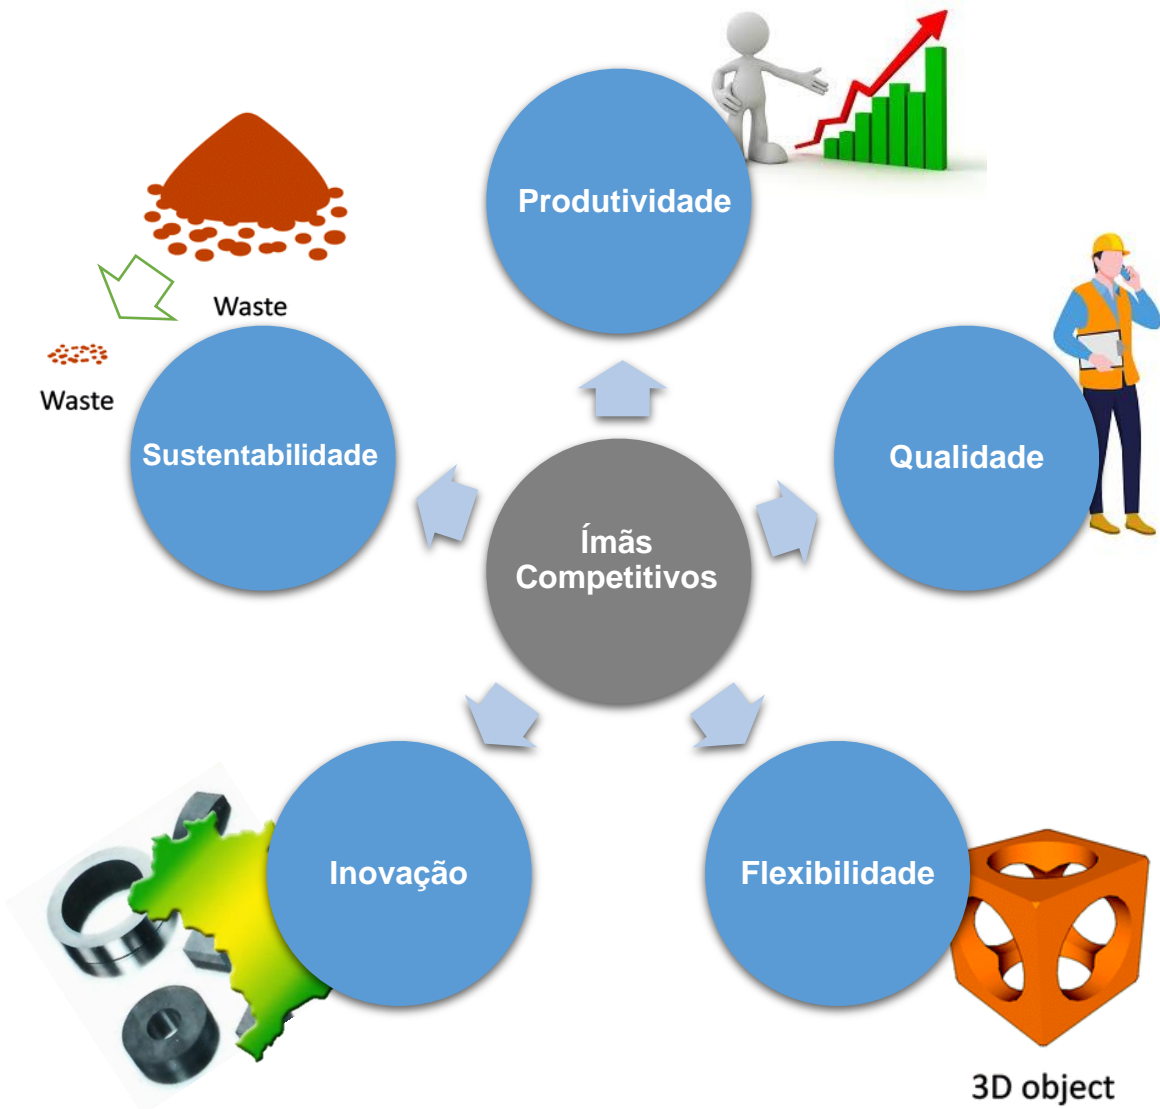 Produtividade
Waste
Waste
Sustentabilidade
Qualidade
Ímãs
Competitivos
Inovação
Flexibilidade
3D object